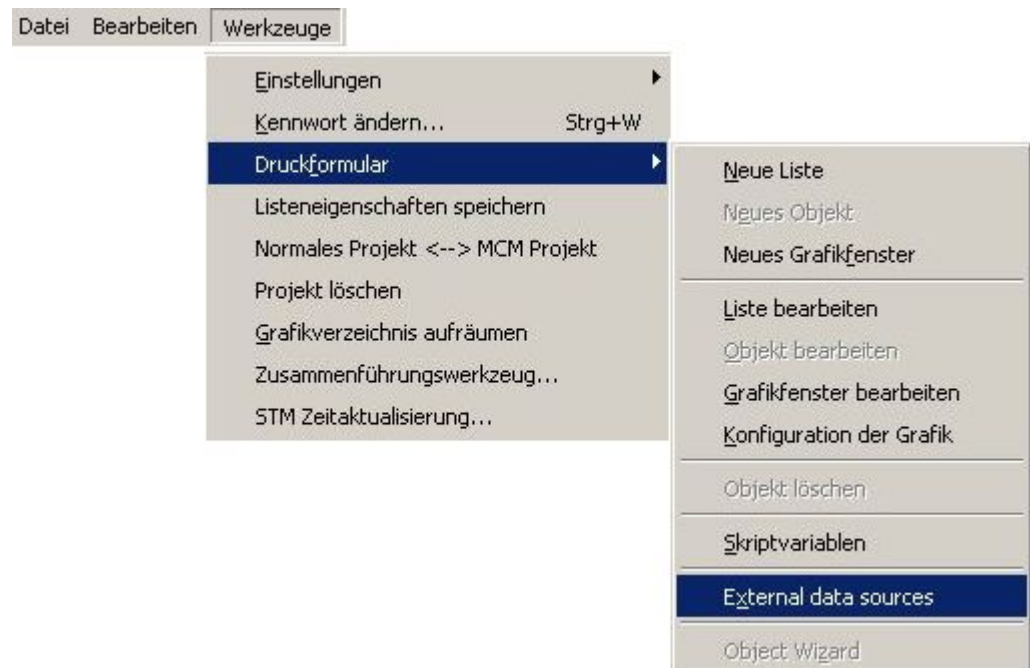 Datei Bearbeiten Werkzeuge
Einstellungen
Kennwort ändern... Strg+W
Druckformular
Listeneigenschaften speichern
Normales Projekt <--> MCM Projekt
Projekt löschen
Grafikverzeichnis aufräumen
Zusammenführungswerkzeug...
STM Zeitaktualisierung...
Neue Liste
Neues Objekt
Neues Grafikfenster
Liste bearbeiten
Objekt bearbeiten
Grafikfenster bearbeiten
Konfiguration der Grafik
Objekt löschen
Skriptvariablen
External data sources
Object Wizard